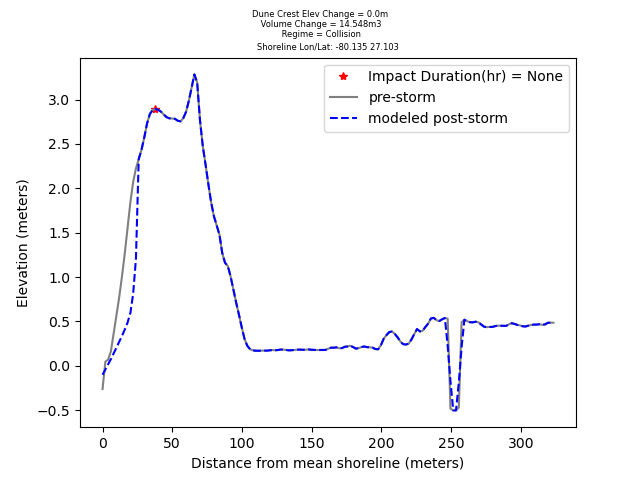 Dune Crest Elev Change = 0.0m
Volume Change = 14.548m3
Regime = Collision
Shoreline Lon/Lat: -80.135 27.103
Impact Duration(hr) = None
pre-storm
modeled post-storm
Elevation (meters)
3.0
2.5
2.0
1.5
1.0
0.5
0.0
−0.5
0 50 100 150 200 250 300
Distance from mean shoreline (meters)